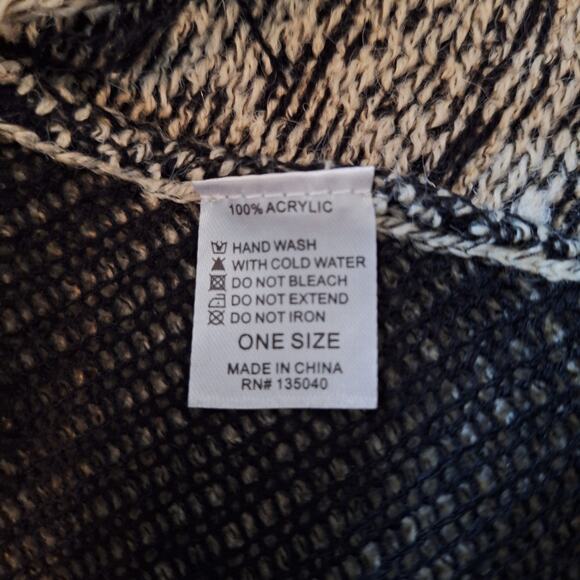 100% ACRYLIC
HAND WASH
WITH COLD WATER
DO NOT BLEACH
DO NOT EXTEND
DO NOT IRON
ONE SIZE
MADE IN CHINA
RN# 135040